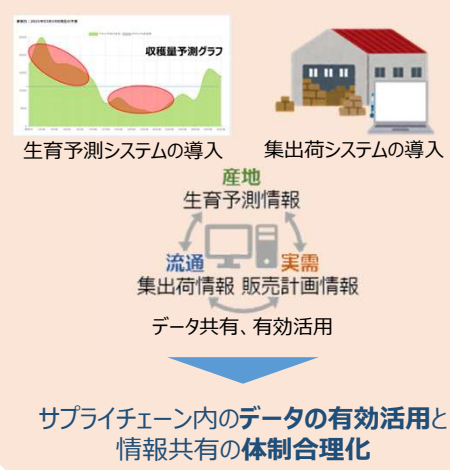 収穫量予測グラフ
生育予測システムの導入
集出荷システムの導入
産地
生育予測情報
流通
実需
集出荷情報 販売計画情報
データ共有、有効活用
サプライチェーン内のデータの有効活用と
情報共有の体制合理化